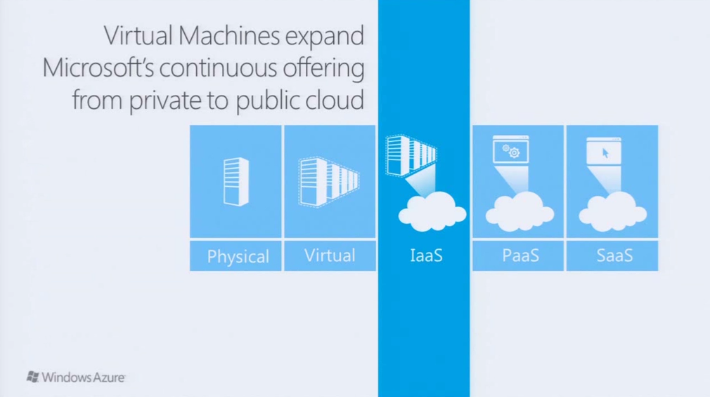 Virtual Machines expand
Microsoft's continuous offering
from private to public cloud
Physical Virtual IaaS PaaS SaaS
Windows Azure